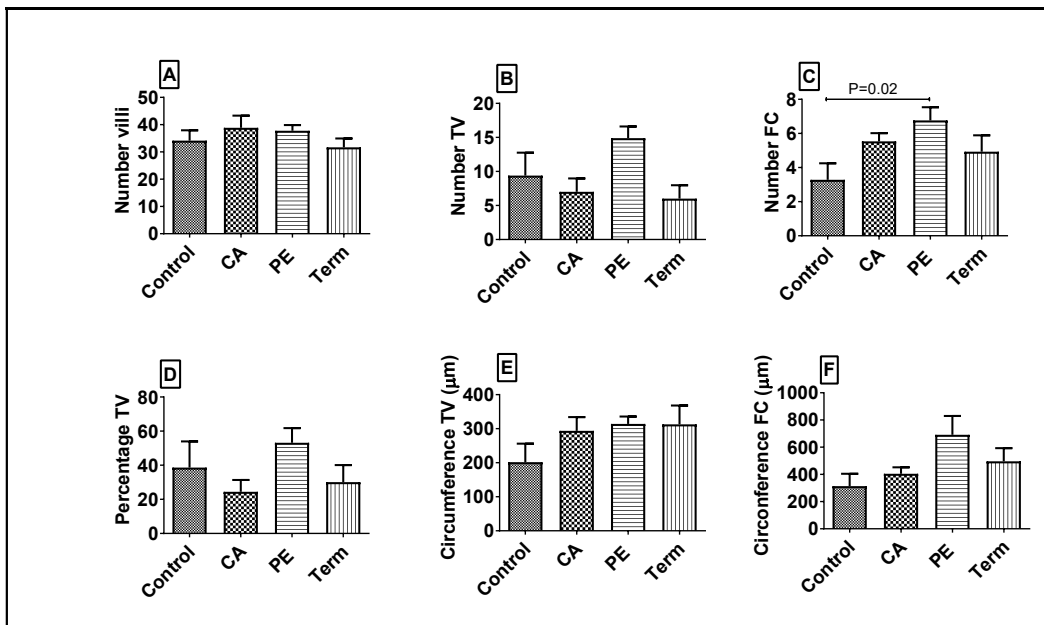 A
Number villi
50
40
30
20
10
0
Control
CA
PE
Term
B
Number TV
20
15
10
5
0
Control
CA
PE
Term
C
P=0.02
Number FC
8
6
4
2
0
Control
CA
PE
Term
D
Percentage TV
80
60
40
20
0
Control
CA
PE
Term
E
Circumference TV (µm)
400
300
200
100
0
Control
CA
PE
Term
F
Circonference FC (µm)
1000
800
600
400
200
0
Control
CA
PE
Term